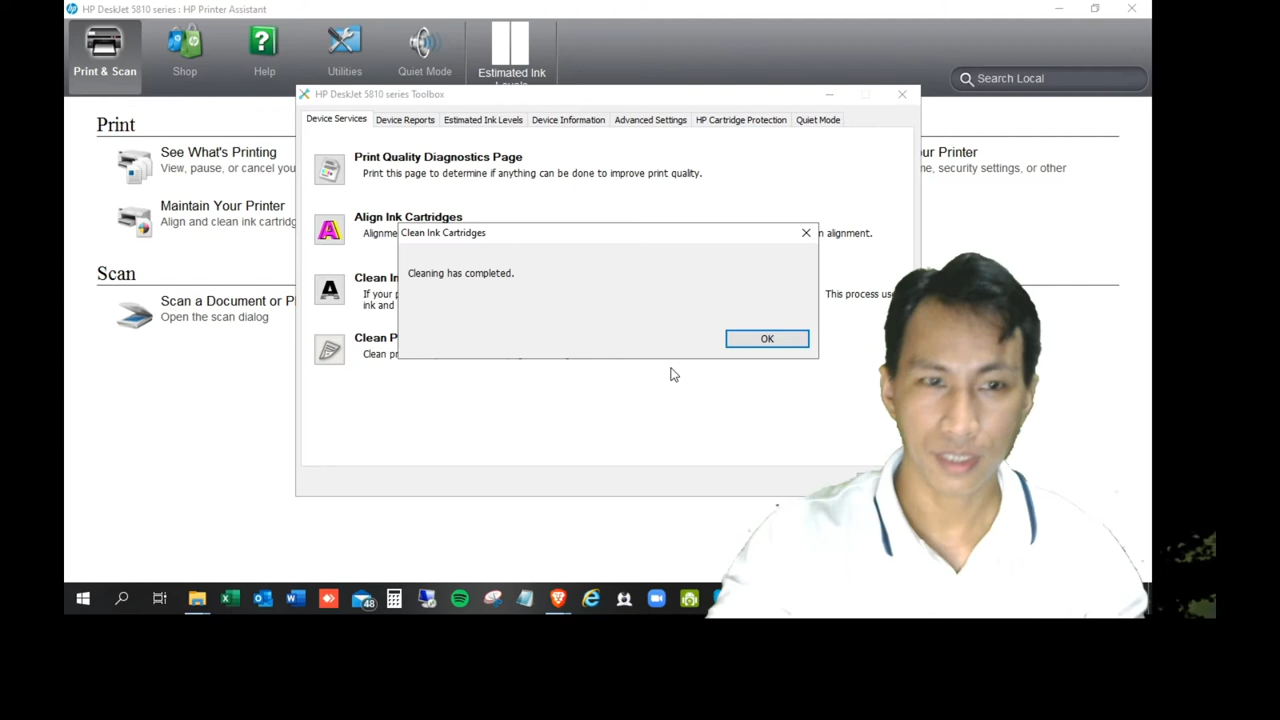 HP DeskJet 5810 series : HP Printer Assistant
Print & Scan
Shop
Help
Utilities
Quiet Mode
Estimated Ink
Search Local
HP DeskJet 5810 series Toolbox
Device Services
Device Reports
Estimated Ink Levels
Device Information
Advanced Settings
HP Cartridge Protection
Quiet Mode
Print
See What's Printing
View, pause, or cancel you
Maintain Your Printer
Align and clean ink cartridg
Scan
Scan a Document or P
Open the scan dialog
Print Quality Diagnostics Page
Print this page to determine if anything can be done to improve print quality.
Align Ink Cartridges
Alignme
n alignment.
Clean In
If your p
This process use
ink and
Clean P
Clean pr
our Printer
e name, security settings, or other
Clean Ink Cartridges
Cleaning has completed.
OK
48